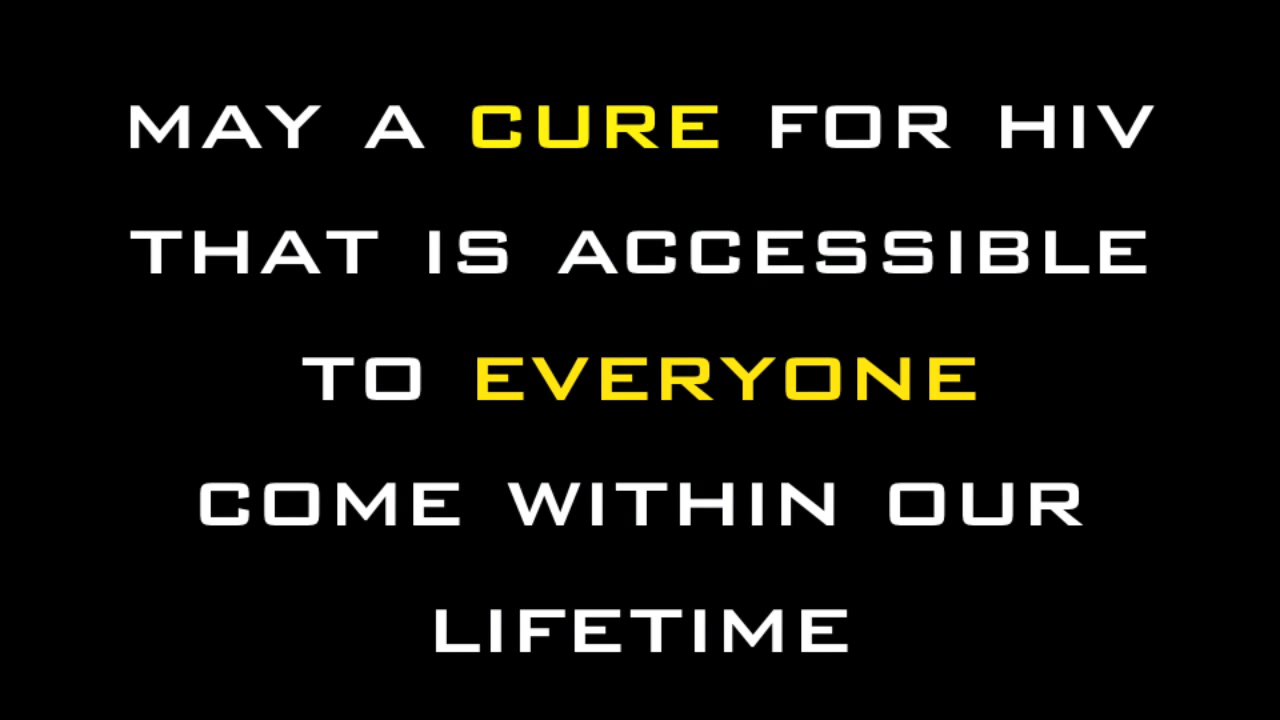 MAY A CURE FOR HIV
THAT IS ACCESSIBLE
TO EVERYONE
COME WITHIN OUR
LIFETIME